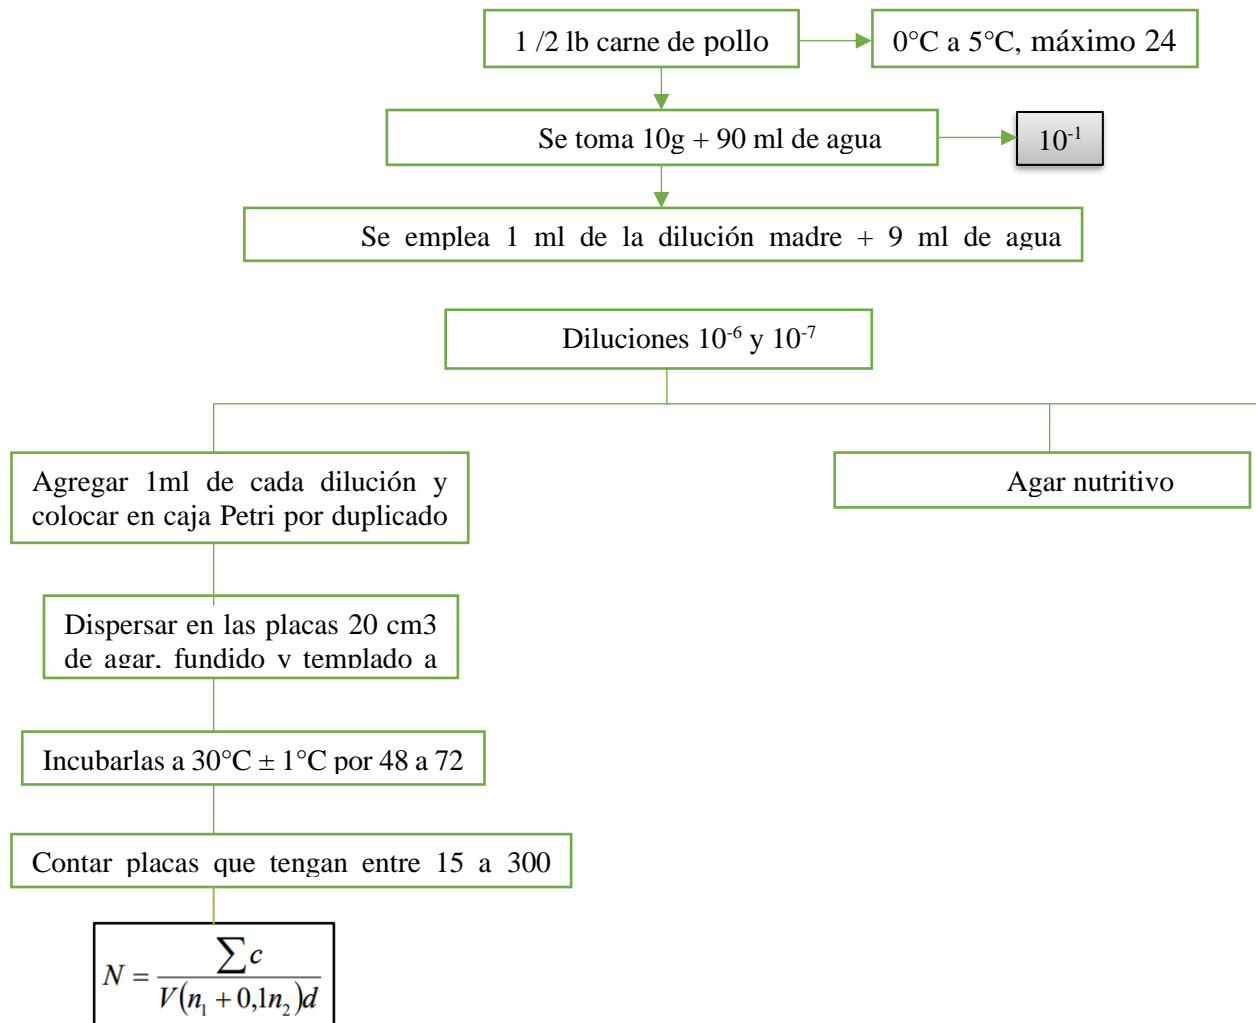 1 /2 lb carne de pollo
0°C a 5°C, máximo 24
Se toma 10g + 90 ml de agua
10⁻¹
Se emplea 1 ml de la dilución madre + 9 ml de agua
Diluciones 10⁻⁶ y 10⁻⁷
Agregar 1ml de cada dilución y
colocar en caja Petri por duplicado
Agar nutritivo
Dispersar en las placas 20 cm3
de agar, fundido y templado a
Incubarlas a 30°C ± 1°C por 48 a 72
Contar placas que tengan entre 15 a 300
N = ∑c / V(n₁ + 0,1n₂)d